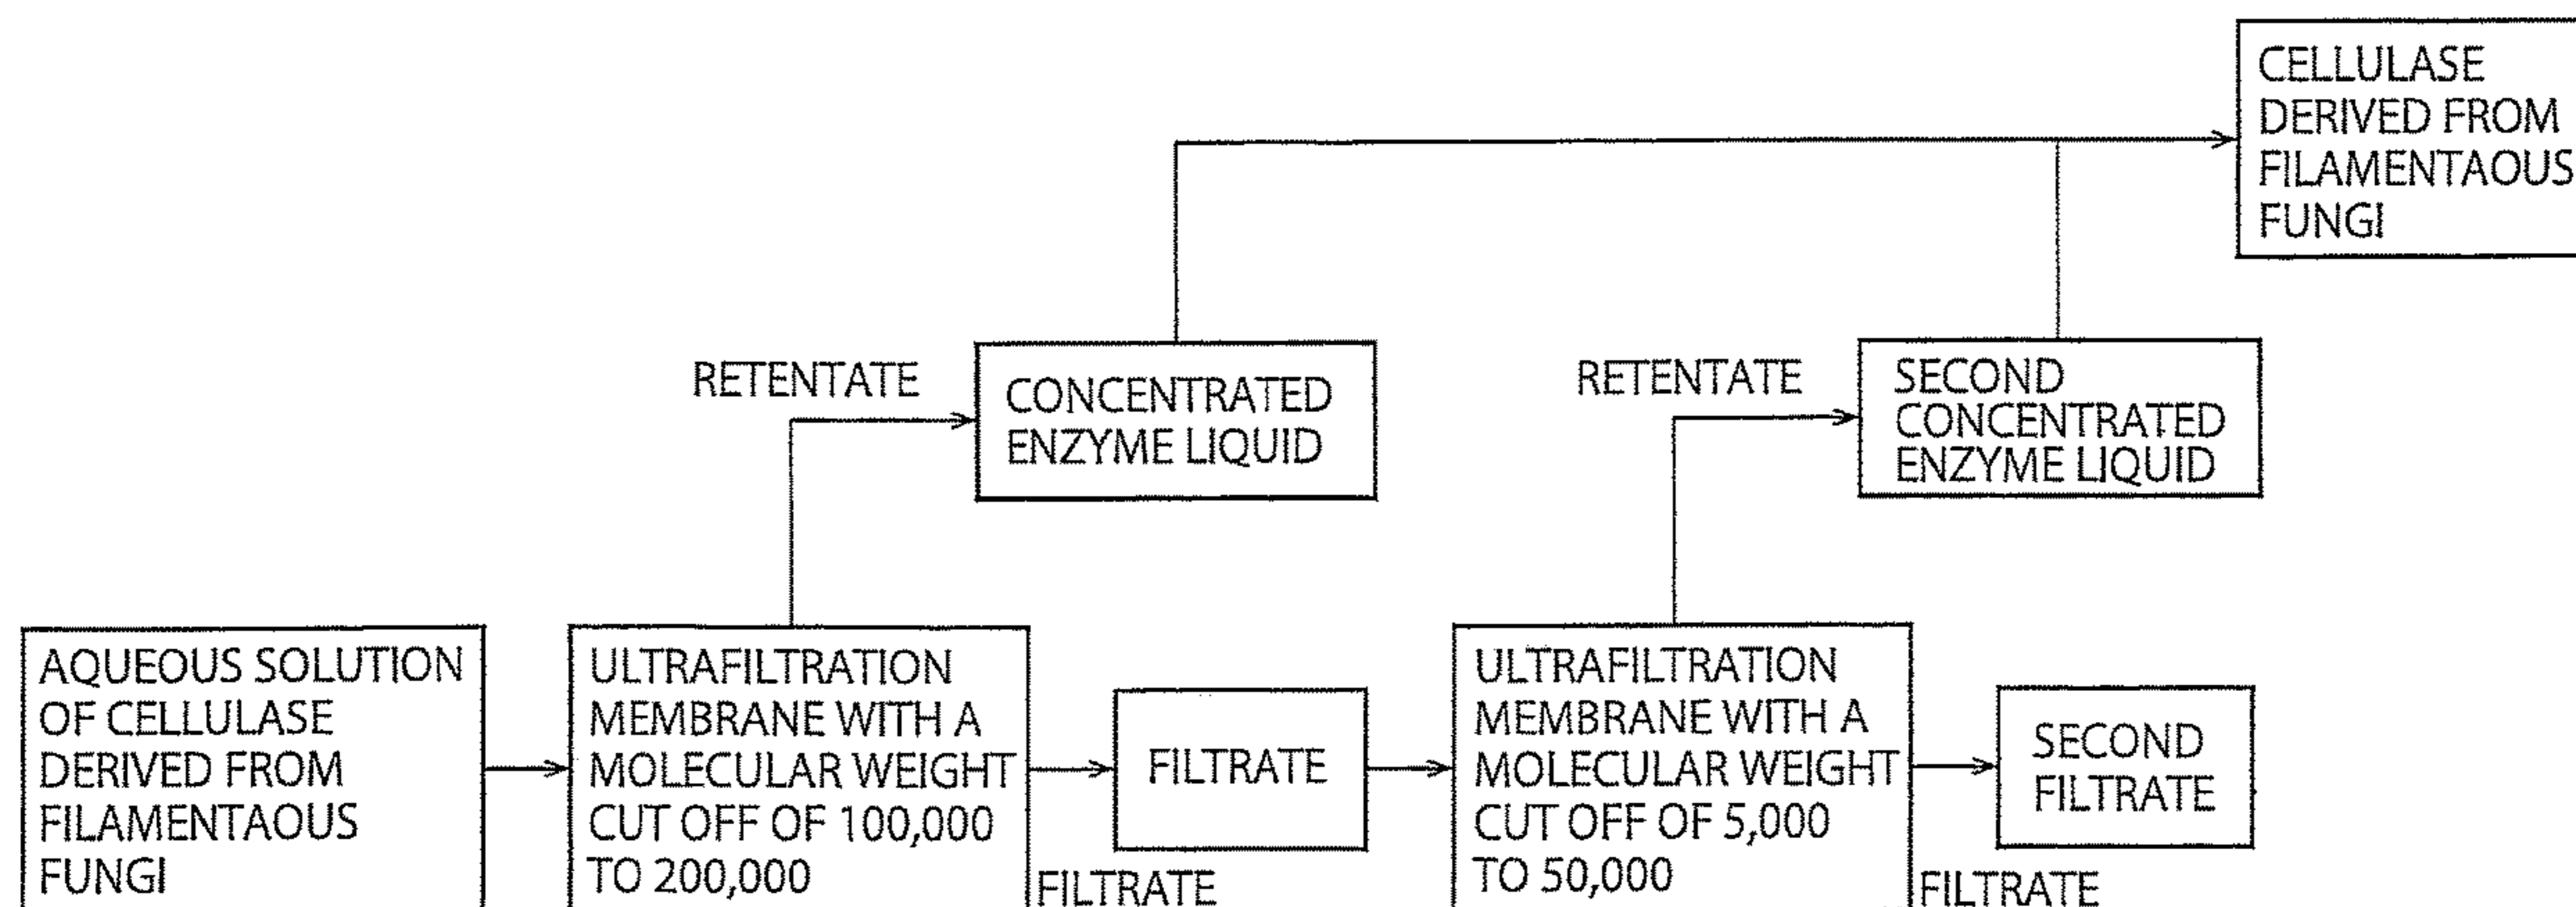 CELLULASE
DERIVED FROM
FILAMENTAOUS
FUNGI
RETENTATE
CONCENTRATED
ENZYME LIQUID
RETENTATE
SECOND
CONCENTRATED
ENZYME LIQUID
AQUEOUS SOLUTION
OF CELLULASE
DERIVED FROM
FILAMENTAOUS
FUNGI
ULTRAFILTRATION
MEMBRANE WITH A
MOLECULAR WEIGHT
CUT OFF OF 100,000
TO 200,000
FILTRATE
FILTRATE
ULTRAFILTRATION
MEMBRANE WITH A
MOLECULAR WEIGHT
CUT OFF OF 5,000
TO 50,000
SECOND
FILTRATE
FILTRATE